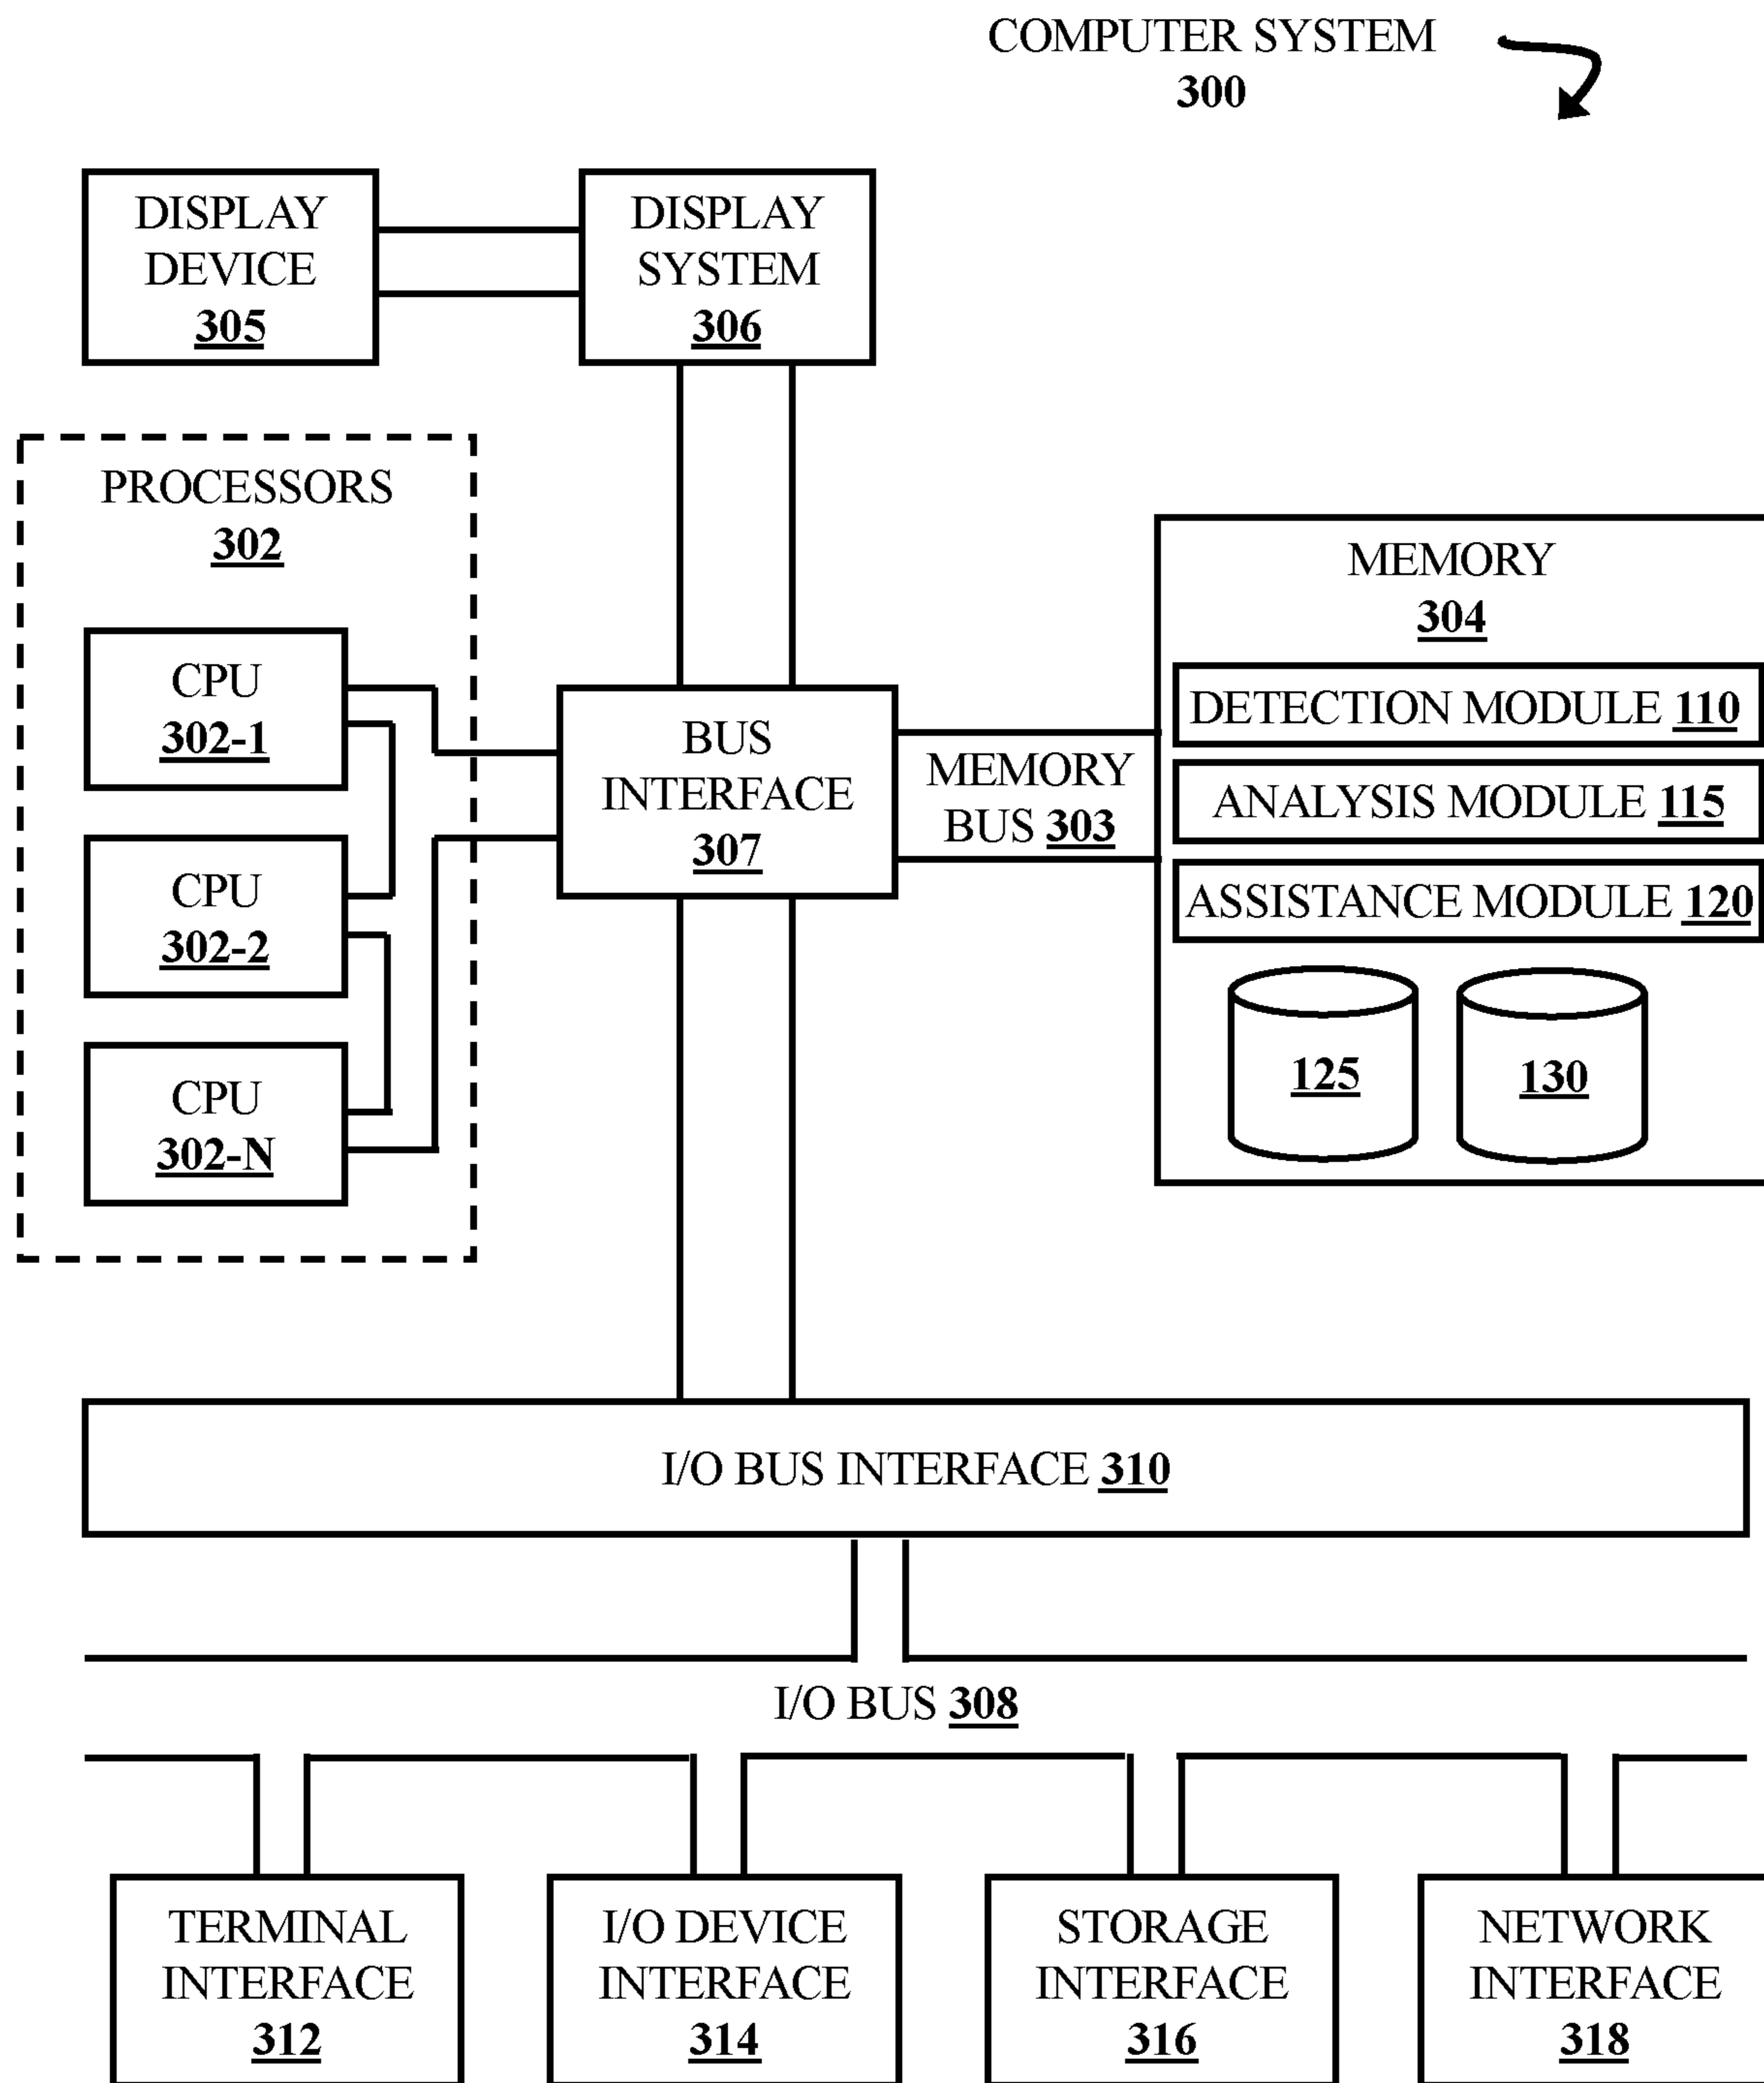 COMPUTER SYSTEM
300
DISPLAY
DEVICE
305
DISPLAY
SYSTEM
306
PROCESSORS
302
CPU
302-1
CPU
302-2
CPU
302-N
BUS
INTERFACE
307
MEMORY
BUS 303
MEMORY
304
DETECTION MODULE 110
ANALYSIS MODULE 115
ASSISTANCE MODULE 120
125
130
I/O BUS INTERFACE 310
I/O BUS 308
TERMINAL
INTERFACE
312
I/O DEVICE
INTERFACE
314
STORAGE
INTERFACE
316
NETWORK
INTERFACE
318